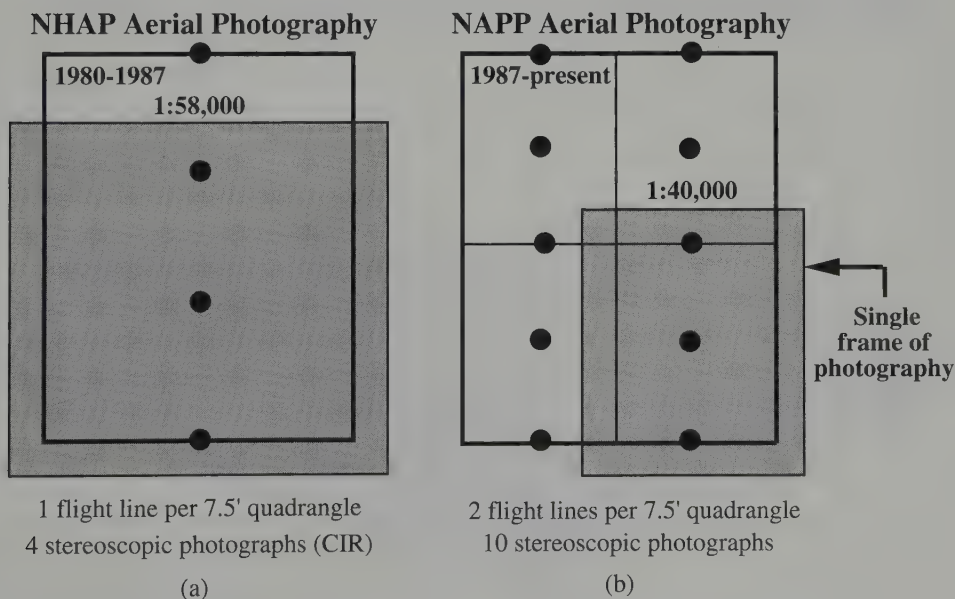 NHAP Aerial Photography
1980-1987
1:58,000
1 flight line per 7.5' quadrangle
4 stereoscopic photographs (CIR)
(a)
NAPP Aerial Photography
1987-present
1:40,000
Single
frame of
photography
2 flight lines per 7.5' quadrangle
10 stereoscopic photographs
(b)